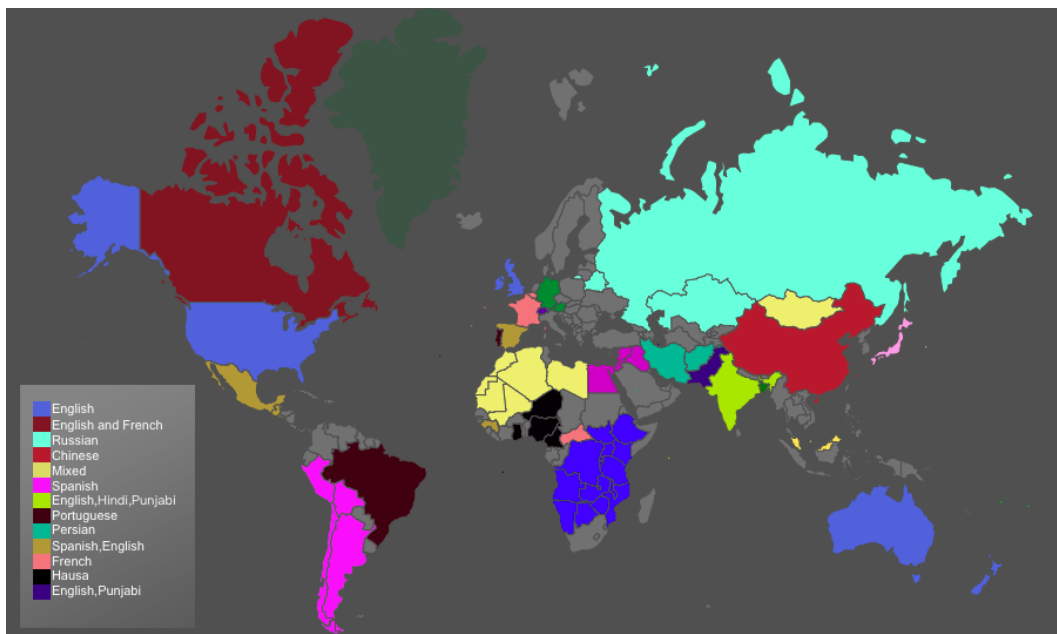 English
English and French
Russian
Chinese
Mixed
Spanish
English,Hindi,Punjabi
Portuguese
Persian
Spanish,English
French
Hausa
English,Punjabi